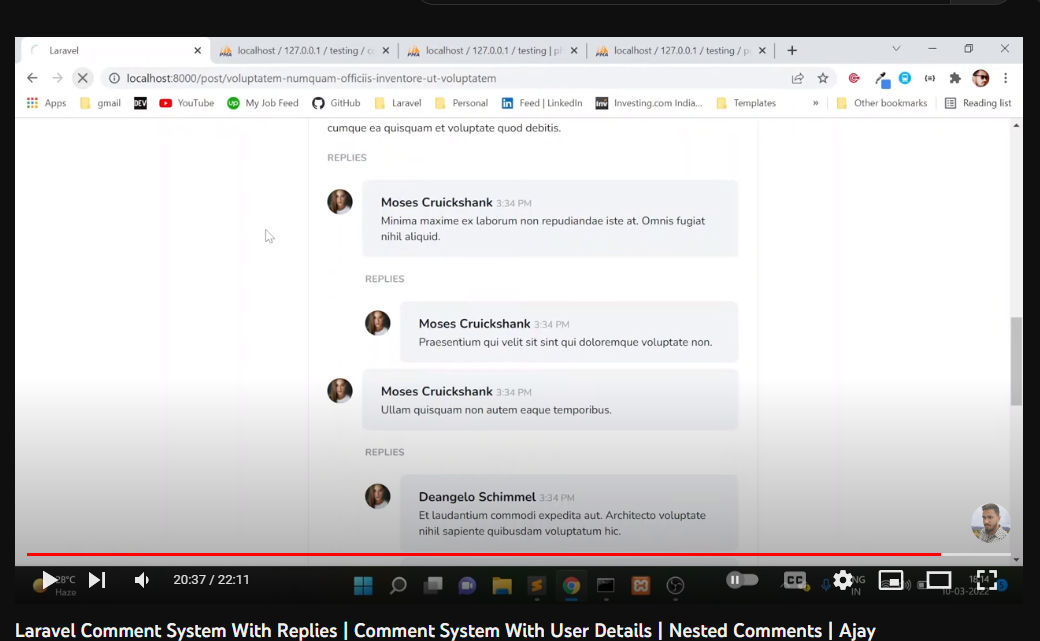 Laravel
localhost / 127.0.0.1 / testing / c
localhost / 127.0.0.1 / testing | p
localhost / 127.0.0.1 / testing / p
localhost:8000/post/voluptatem-numquam-officiis-inventore-ut-voluptatem
Apps gmail DEV YouTube up My Job Feed GitHub Laravel Personal in Feed | LinkedIn Inv Investing.com India... Templates » Other bookmarks Reading list
cumque ea quisquam et voluptate quod debitis.
REPLIES
Moses Cruickshank 3:34 PM
Minima maxime ex laborum non repudiandae iste at. Omnis fugiat
nihil aliquid.
REPLIES
Moses Cruickshank 3:34 PM
Praesentium qui velit sit sint qui doloremque voluptate non.
Moses Cruickshank 3:34 PM
Ullam quisquam non autem eaque temporibus.
REPLIES
Deangelo Schimmel 3:34 PM
Et laudantium commodi expedita aut. Architecto voluptate
nihil sapiente quibusdam voluptatum hic.
28°C
Haze
20:37 / 22:11
CC
NG
IN
18:14
10-03-2022
Laravel Comment System With Replies | Comment System With User Details | Nested Comments | Ajay